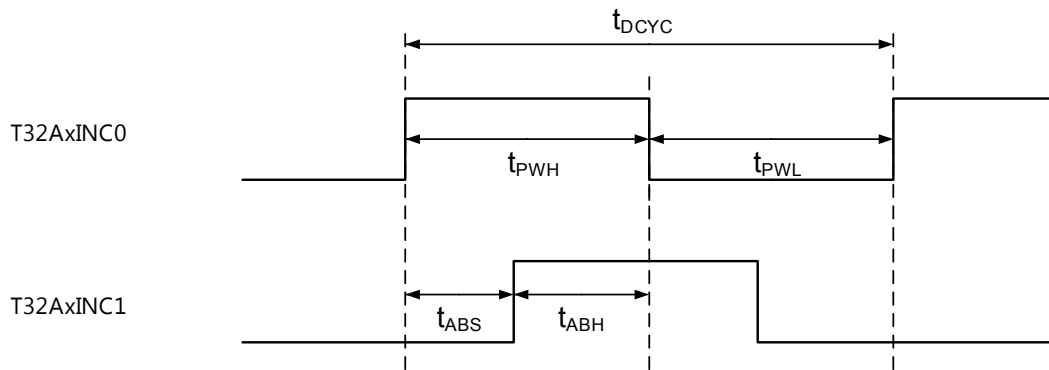 tDCYC
T32AxINC0
tPWH tPWL
T32AxINC1
tABS tABH